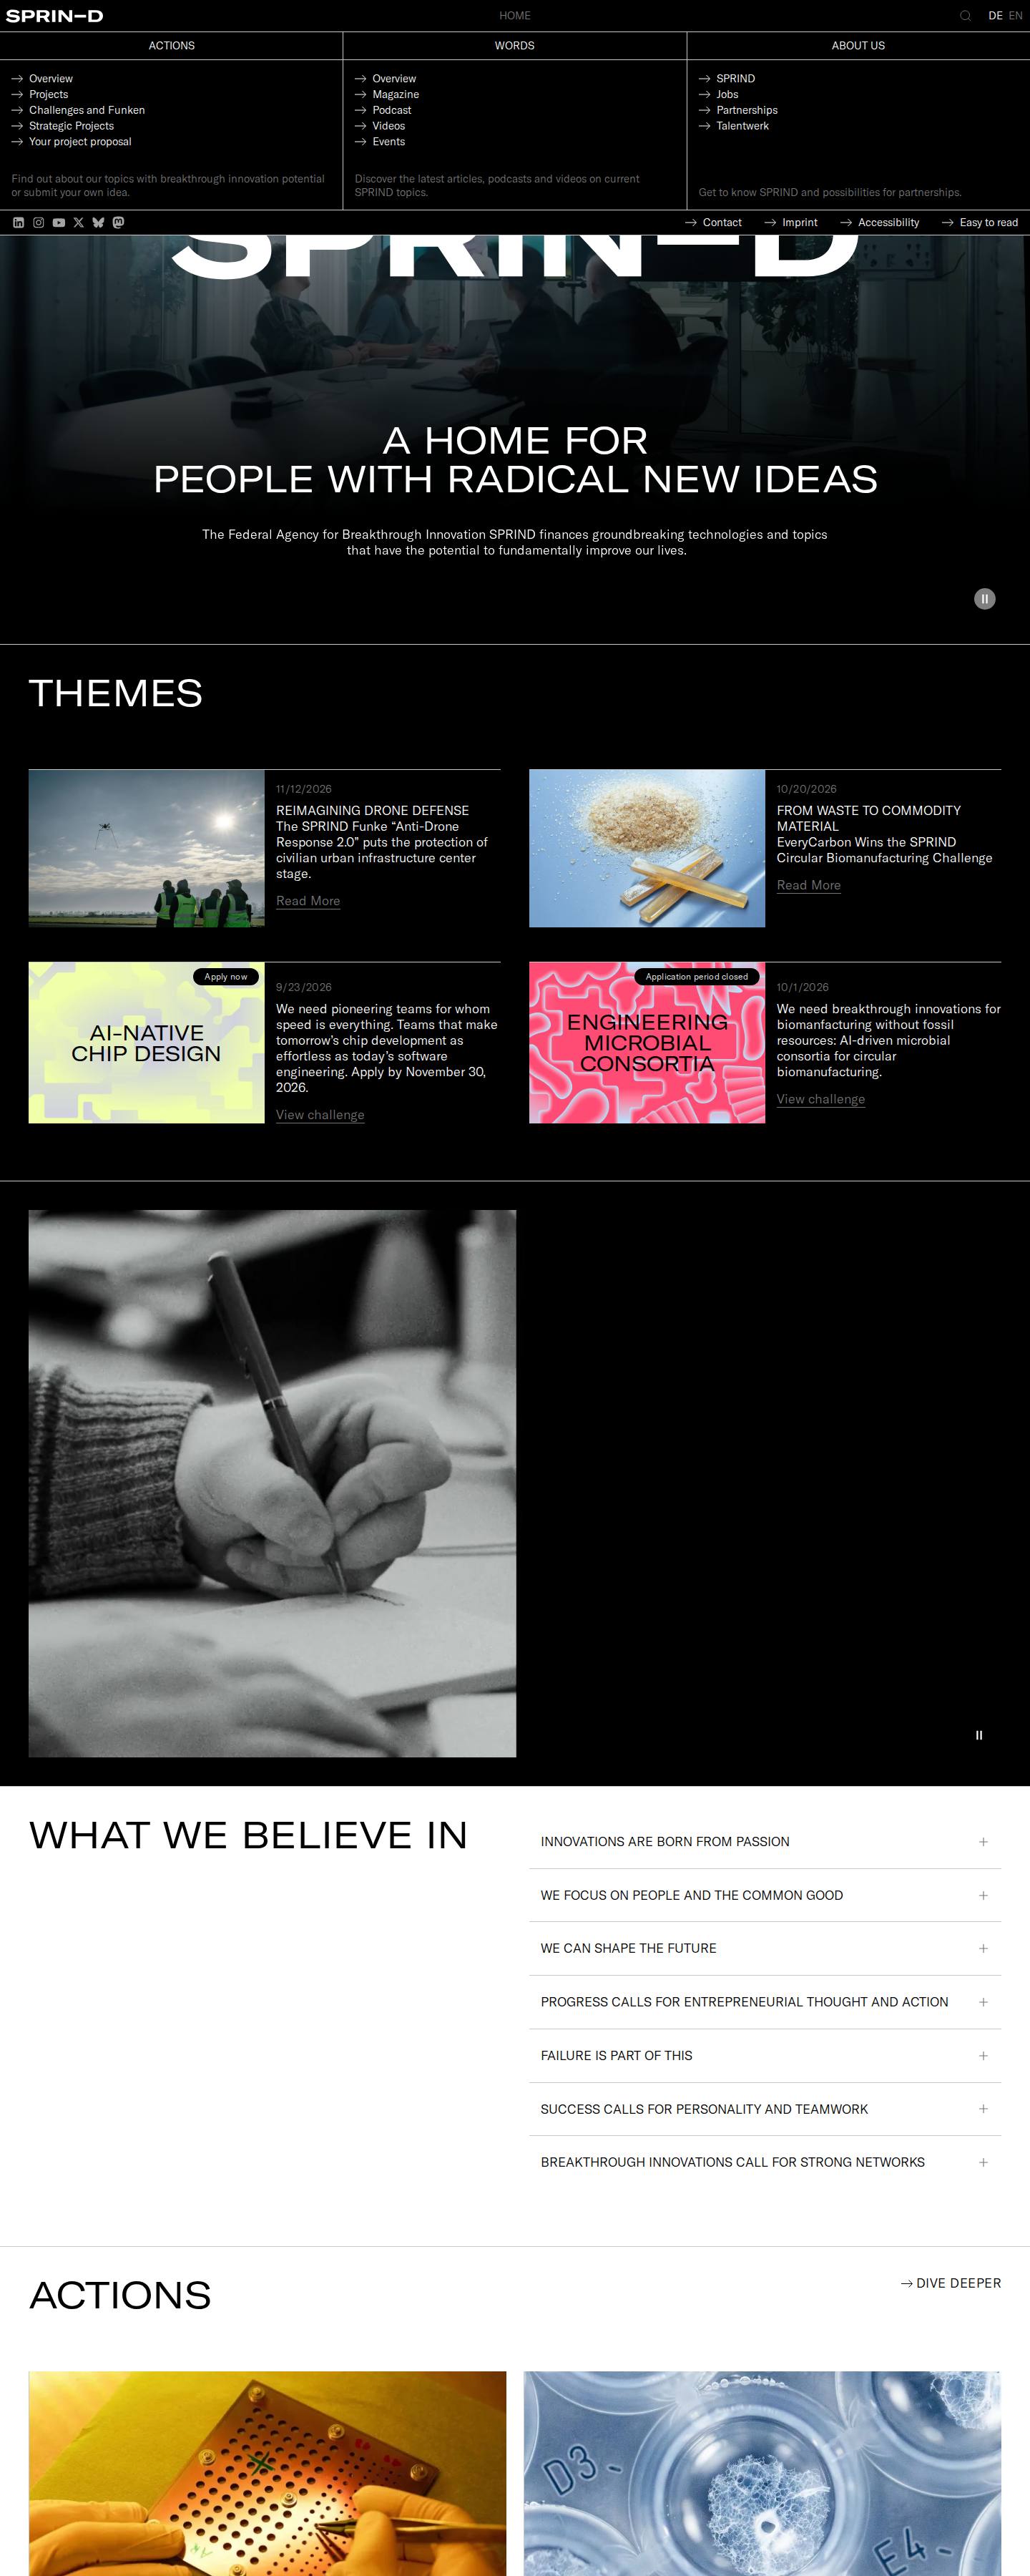 SPRIN–D
HOME
DE EN
ACTIONS
Overview
Projects
Challenges and Funken
Strategic Projects
Your project proposal
Find out about our topics with breakthrough innovation potential
or submit your own idea.
WORDS
Overview
Magazine
Podcast
Videos
Events
Discover the latest articles, podcasts and videos on current
SPRIND topics.
ABOUT US
SPRIND
Jobs
Partnerships
Talentwerk
Get to know SPRIND and possibilities for partnerships.
Contact
Imprint
Accessibility
Easy to read
SPRIN–D
A HOME FOR
PEOPLE WITH RADICAL NEW IDEAS
The Federal Agency for Breakthrough Innovation SPRIND finances groundbreaking technologies and topics
that have the potential to fundamentally improve our lives.
THEMES
11/12/2026
REIMAGINING DRONE DEFENSE
The SPRIND Funke “Anti-Drone
Response 2.0” puts the protection of
civilian urban infrastructure center
stage.
Read More
10/20/2026
FROM WASTE TO COMMODITY
MATERIAL
EveryCarbon Wins the SPRIND
Circular Biomanufacturing Challenge
Read More
Apply now
AI-NATIVE
CHIP DESIGN
9/23/2026
We need pioneering teams for whom
speed is everything. Teams that make
tomorrow’s chip development as
effortless as today’s software
engineering. Apply by November 30,
2026.
View challenge
Application period closed
ENGINEERING
MICROBIAL
CONSORTIA
10/1/2026
We need breakthrough innovations for
biomanfacturing without fossil
resources: AI-driven microbial
consortia for circular
biomanufacturing.
View challenge
WHAT WE BELIEVE IN
INNOVATIONS ARE BORN FROM PASSION
WE FOCUS ON PEOPLE AND THE COMMON GOOD
WE CAN SHAPE THE FUTURE
PROGRESS CALLS FOR ENTREPRENEURIAL THOUGHT AND ACTION
FAILURE IS PART OF THIS
SUCCESS CALLS FOR PERSONALITY AND TEAMWORK
BREAKTHROUGH INNOVATIONS CALL FOR STRONG NETWORKS
ACTIONS
DIVE DEEPER
D3-
E4-